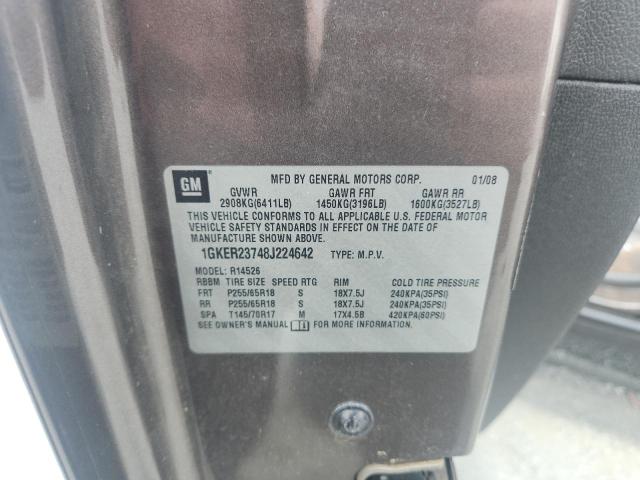 GM
MFD BY GENERAL MOTORS CORP. 01/08
GVWR GAWR FRT GAWR RR
2908KG(6411LB) 1450KG(3196LB) 1600KG(3527LB)
THIS VEHICLE CONFORMS TO ALL APPLICABLE U.S. FEDERAL MOTOR
VEHICLE SAFETY STANDARDS IN EFFECT ON THE DATE OF
MANUFACTURE SHOWN ABOVE.
1GKER23748J224642 TYPE: M.P.V.
MODEL: R14526
RBBM TIRE SIZE SPEED RTG RIM COLD TIRE PRESSURE
FRT P255/65R18 S 18X7.5J 240KPA(35PSI)
RR P255/65R18 S 18X7.5J 240KPA(35PSI)
SPA T145/70R17 M 17X4.5B 420KPA(60PSI)
SEE OWNER'S MANUAL FOR MORE INFORMATION.